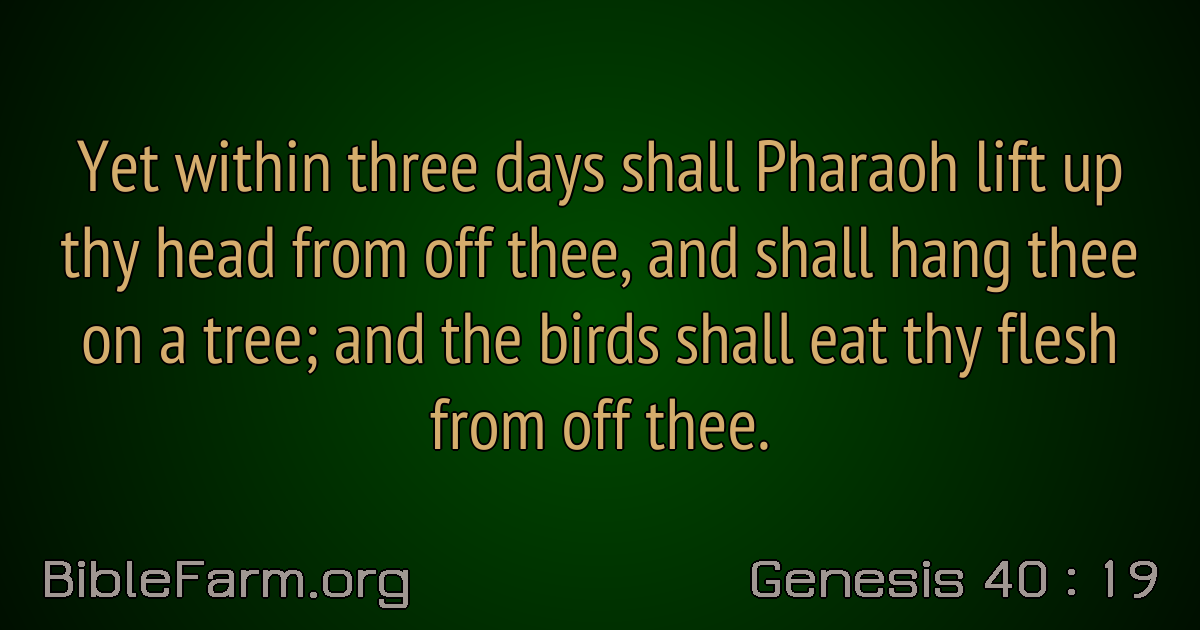 Yet within three days shall Pharaoh lift up
thy head from off thee, and shall hang thee
on a tree; and the birds shall eat thy flesh
from off thee.
BibleFarm.org
Genesis 40 : 19